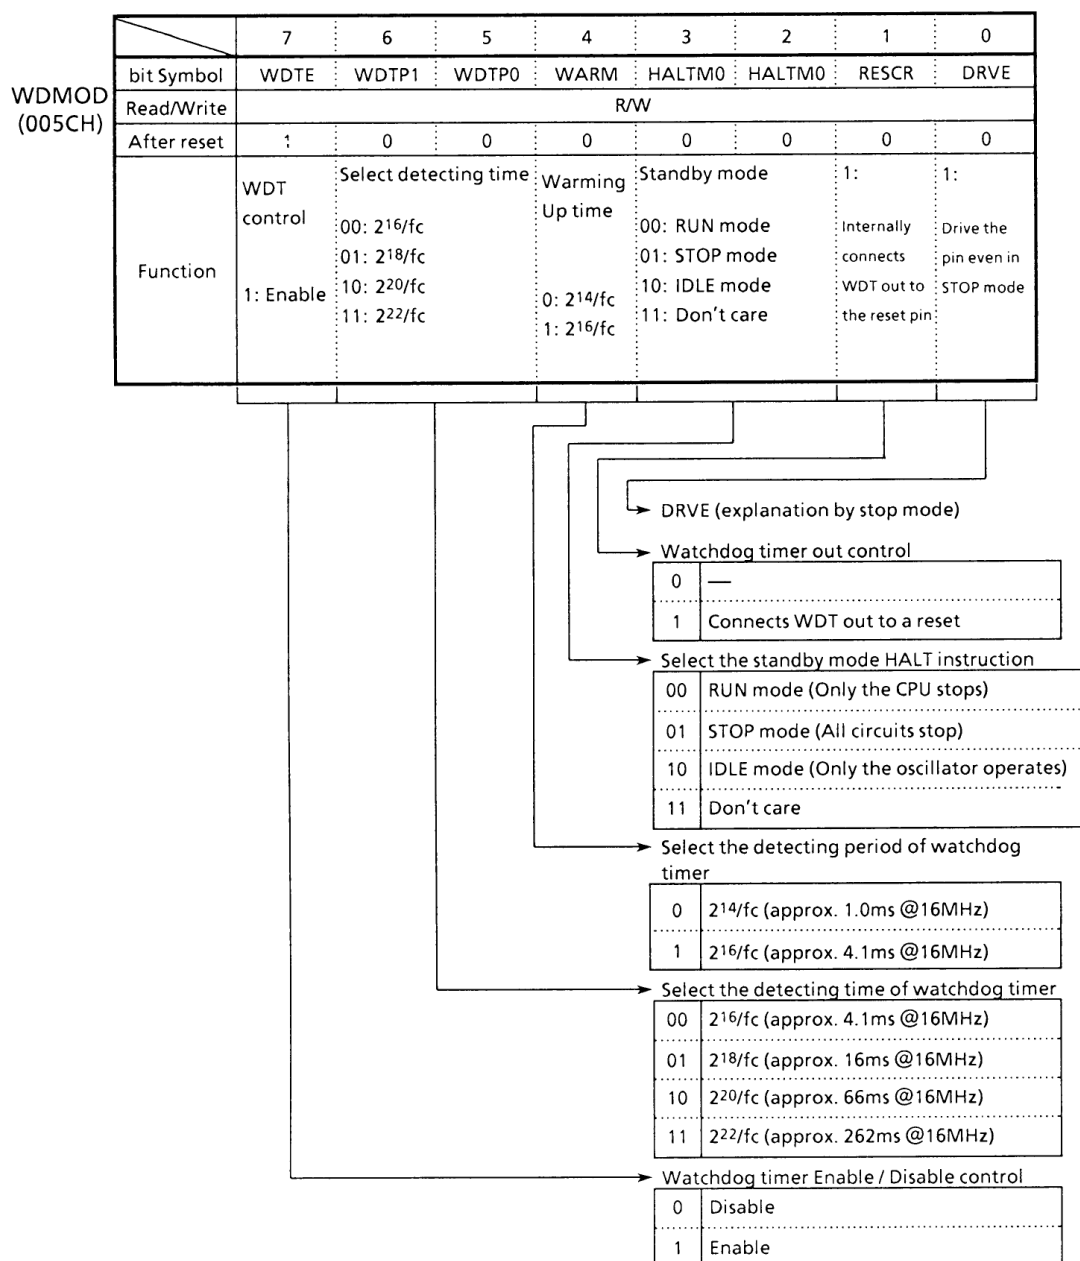 7 6 5 4 3 2 1 0
WDMOD
(005CH)
bit Symbol WDTE WDTP1 WDTP0 WARM HALTM0 HALTM0 RESCR DRVE
Read/Write R/W
After reset 1 0 0 0 0 0 0 0
Function
WDT
control
1: Enable
Select detecting time
00: 2¹⁶/fc
01: 2¹⁸/fc
10: 2²⁰/fc
11: 2²²/fc
Warming
Up time
0: 2¹⁴/fc
1: 2¹⁶/fc
Standby mode
00: RUN mode
01: STOP mode
10: IDLE mode
11: Don't care
1:
Internally
connects
WDT out to
the reset pin
1:
Drive the
pin even in
STOP mode
DRVE (explanation by stop mode)
Watchdog timer out control
0 —
1 Connects WDT out to a reset
Select the standby mode HALT instruction
00 RUN mode (Only the CPU stops)
01 STOP mode (All circuits stop)
10 IDLE mode (Only the oscillator operates)
11 Don't care
Select the detecting period of watchdog
timer
0 2¹⁴/fc (approx. 1.0ms @16MHz)
1 2¹⁶/fc (approx. 4.1ms @16MHz)
Select the detecting time of watchdog timer
00 2¹⁶/fc (approx. 4.1ms @16MHz)
01 2¹⁸/fc (approx. 16ms @16MHz)
10 2²⁰/fc (approx. 66ms @16MHz)
11 2²²/fc (approx. 262ms @16MHz)
Watchdog timer Enable / Disable control
0 Disable
1 Enable